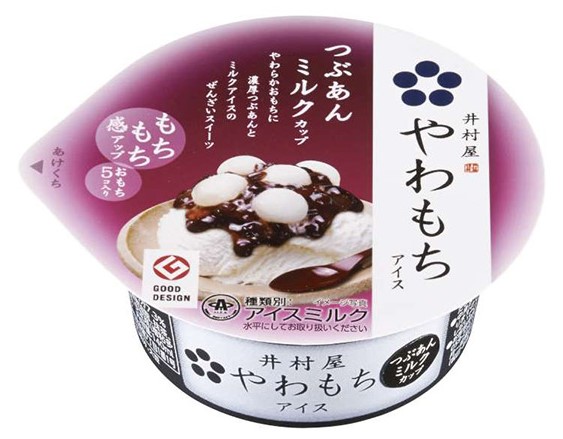 つぶあん
ミルクカップ
やわらかおもちに
濃厚つぶあんと
ミルクアイスの
ぜんざいスイーツ
もち
もち
感アップ
おもち
5コ入り
あけくち
井村屋
やわもち
アイス
GOOD
DESIGN
種類別:
イメージ写真
アイスミルク
水平にしてお取り扱いください
井村屋
やわもち
アイス
つぶあん
ミルク
カップ